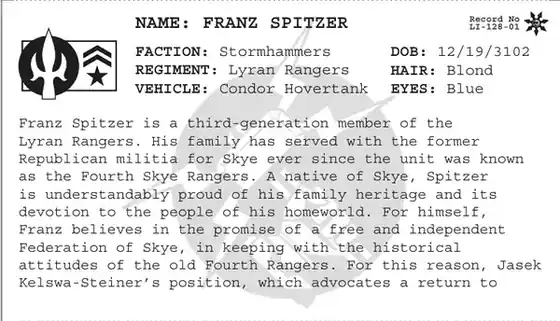 NAME: FRANZ SPITZER
Record No
LI-128-01
FACTION: Stormhammers
DOB: 12/19/3102
REGIMENT: Lyran Rangers
HAIR: Blond
VEHICLE: Condor Hovertank
EYES: Blue
Franz Spitzer is a third-generation member of the
Lyran Rangers. His family has served with the former
Republican militia for Skye ever since the unit was known
as the Fourth Skye Rangers. A native of Skye, Spitzer
is understandably proud of his family heritage and its
devotion to the people of his homeworld. For himself,
Franz believes in the promise of a free and independent
Federation of Skye, in keeping with the historical
attitudes of the old Fourth Rangers. For this reason, Jasek
Kelswa-Steiner's position, which advocates a return to